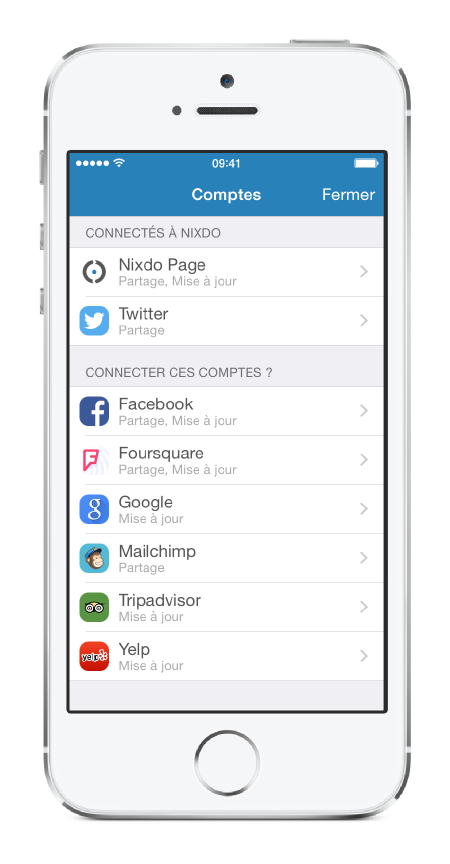 09:41
Comptes Fermer
CONNECTÉS À NIXDO
Nixdo Page
Partage, Mise à jour
Twitter
Partage
CONNECTER CES COMPTES ?
Facebook
Partage, Mise à jour
Foursquare
Partage, Mise à jour
Google
Mise à jour
Mailchimp
Partage
Tripadvisor
Mise à jour
yelp
Yelp
Mise à jour